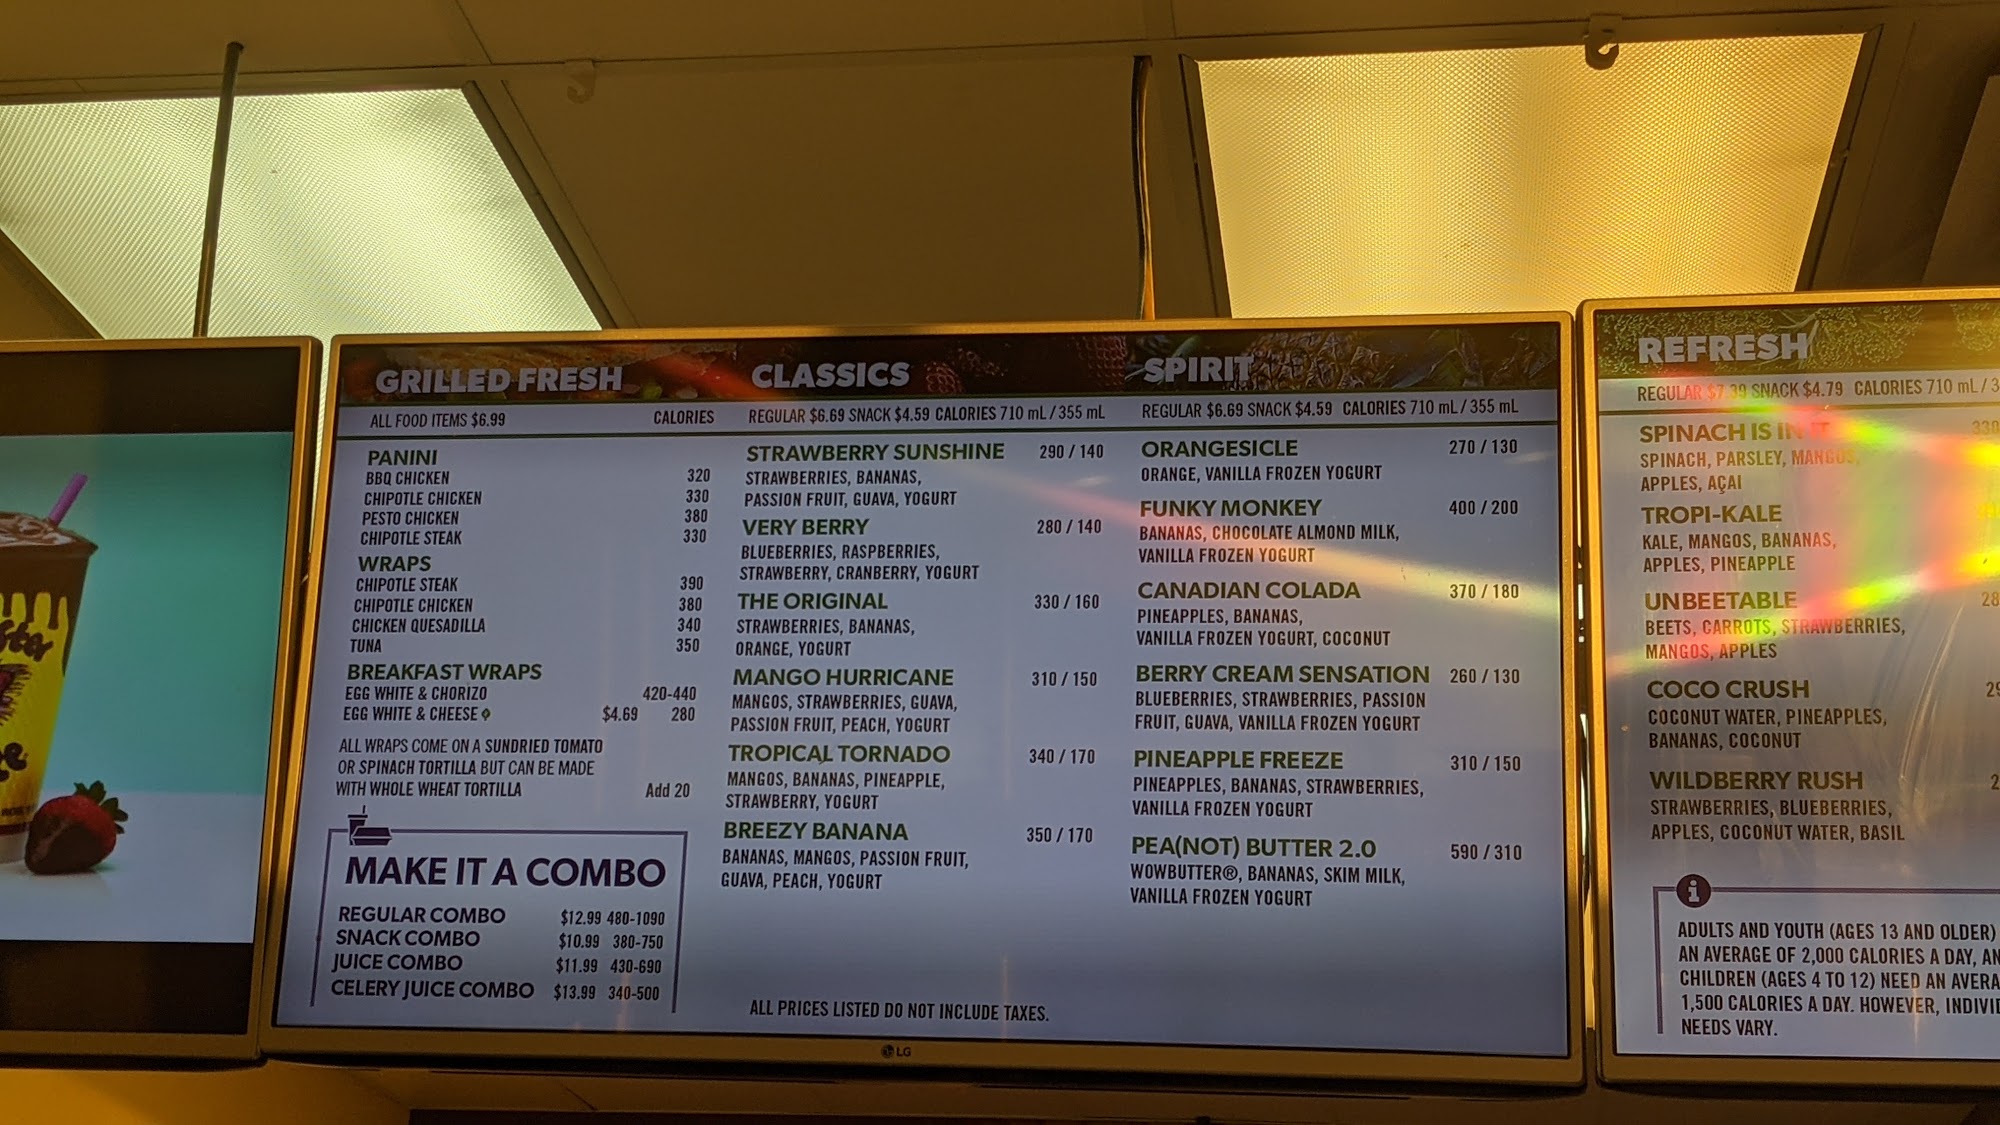 GRILLED FRESH
ALL FOOD ITEMS $6.99 CALORIES
PANINI
BBQ CHICKEN 320
CHIPOTLE CHICKEN 330
PESTO CHICKEN 380
CHIPOTLE STEAK 330
WRAPS
CHIPOTLE STEAK 390
CHIPOTLE CHICKEN 380
CHICKEN QUESADILLA 340
TUNA 350
BREAKFAST WRAPS
EGG WHITE & CHORIZO 420-440
EGG WHITE & CHEESE $4.69 280
ALL WRAPS COME ON A SUNDRIED TOMATO
OR SPINACH TORTILLA BUT CAN BE MADE
WITH WHOLE WHEAT TORTILLA Add 20
MAKE IT A COMBO
REGULAR COMBO $12.99 480-1090
SNACK COMBO $10.99 380-750
JUICE COMBO $11.99 430-690
CELERY JUICE COMBO $13.99 340-500
CLASSICS
REGULAR $6.69 SNACK $4.59 CALORIES 710 mL / 355 mL
STRAWBERRY SUNSHINE 290 / 140
STRAWBERRIES, BANANAS,
PASSION FRUIT, GUAVA, YOGURT
VERY BERRY 280 / 140
BLUEBERRIES, RASPBERRIES,
STRAWBERRY, CRANBERRY, YOGURT
THE ORIGINAL 330 / 160
STRAWBERRIES, BANANAS,
ORANGE, YOGURT
MANGO HURRICANE 310 / 150
MANGOS, STRAWBERRIES, GUAVA,
PASSION FRUIT, PEACH, YOGURT
TROPICAL TORNADO 340 / 170
MANGOS, BANANAS, PINEAPPLE,
STRAWBERRY, YOGURT
BREEZY BANANA 350 / 170
BANANAS, MANGOS, PASSION FRUIT,
GUAVA, PEACH, YOGURT
ALL PRICES LISTED DO NOT INCLUDE TAXES.
SPIRIT
REGULAR $6.69 SNACK $4.59 CALORIES 710 mL / 355 mL
ORANGESICLE 270 / 130
ORANGE, VANILLA FROZEN YOGURT
FUNKY MONKEY 400 / 200
BANANAS, CHOCOLATE ALMOND MILK,
VANILLA FROZEN YOGURT
CANADIAN COLADA 370 / 180
PINEAPPLES, BANANAS,
VANILLA FROZEN YOGURT, COCONUT
BERRY CREAM SENSATION 260 / 130
BLUEBERRIES, STRAWBERRIES, PASSION
FRUIT, GUAVA, VANILLA FROZEN YOGURT
PINEAPPLE FREEZE 310 / 150
PINEAPPLES, BANANAS, STRAWBERRIES,
VANILLA FROZEN YOGURT
PEA(NOT) BUTTER 2.0 590 / 310
WOWBUTTER®, BANANAS, SKIM MILK,
VANILLA FROZEN YOGURT
LG
REFRESH
REGULAR $7.39 SNACK $4.79 CALORIES 710 mL / 3
SPINACH IS IN IT 330
SPINACH, PARSLEY, MANGOS,
APPLES, AÇAI
TROPI-KALE
KALE, MANGOS, BANANAS,
APPLES, PINEAPPLE
UNBEETABLE 28
BEETS, CARROTS, STRAWBERRIES,
MANGOS, APPLES
COCO CRUSH 29
COCONUT WATER, PINEAPPLES,
BANANAS, COCONUT
WILDBERRY RUSH 2
STRAWBERRIES, BLUEBERRIES,
APPLES, COCONUT WATER, BASIL
i
ADULTS AND YOUTH (AGES 13 AND OLDER)
AN AVERAGE OF 2,000 CALORIES A DAY, AN
CHILDREN (AGES 4 TO 12) NEED AN AVERA
1,500 CALORIES A DAY. HOWEVER, INDIVI
NEEDS VARY.